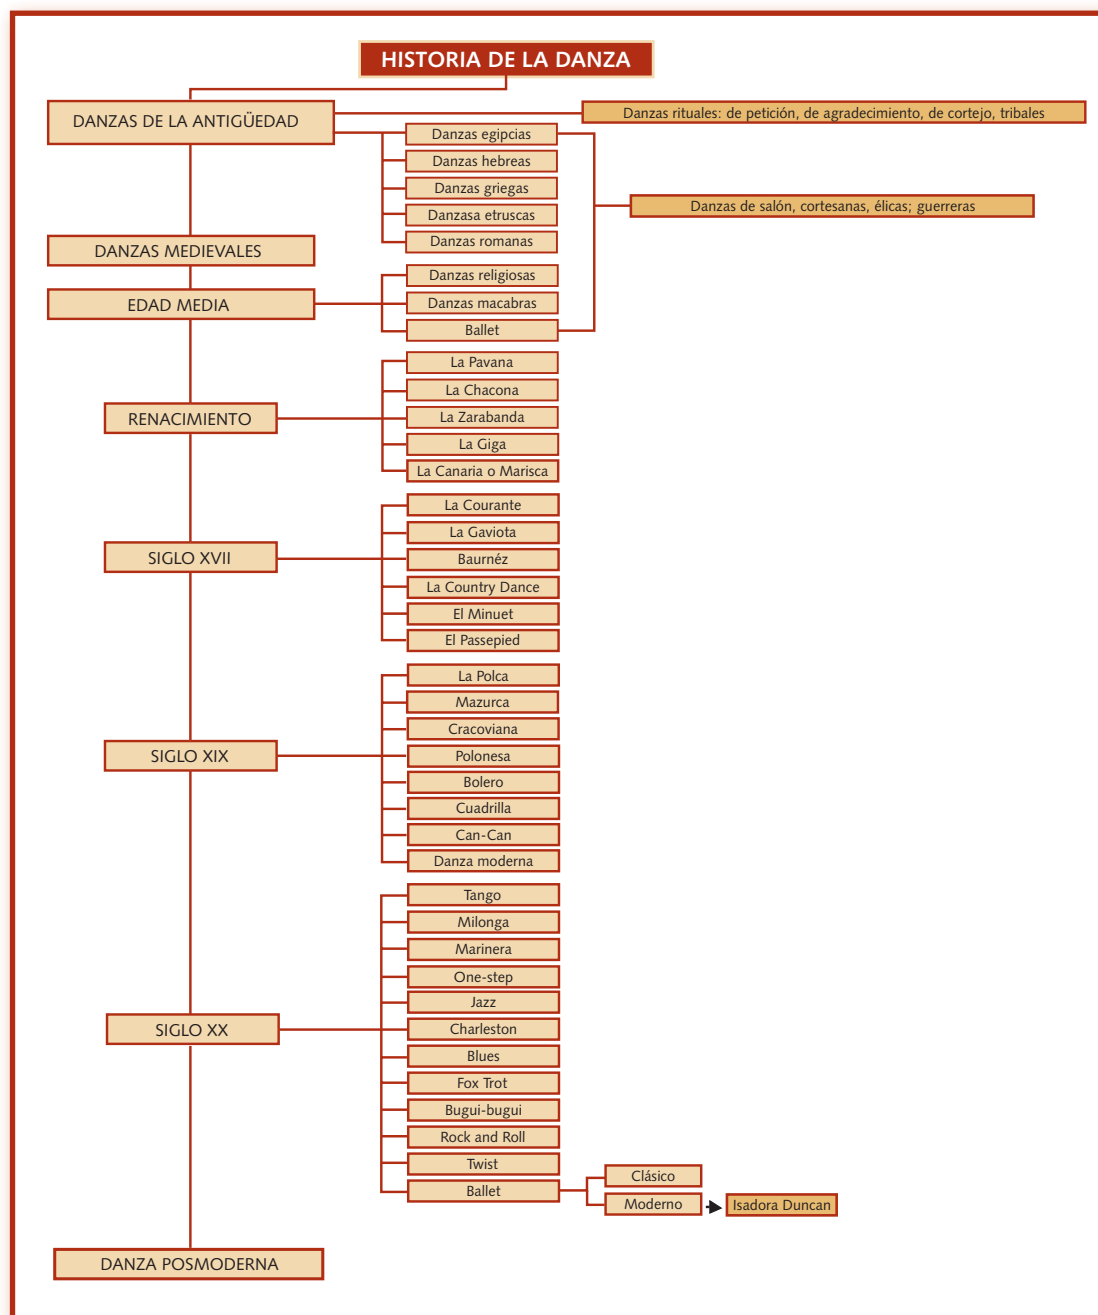 HISTORIA DE LA DANZA
DANZAS DE LA ANTIGÜEDAD
Danzas rituales: de petición, de agradecimiento, de cortejo, tribales
Danzas egipcias
Danzas hebreas
Danzas griegas
Danzasa etruscas
Danzas romanas
Danzas de salón, cortesanas, élicas; guerreras
DANZAS MEDIEVALES
EDAD MEDIA
Danzas religiosas
Danzas macabras
Ballet
RENACIMIENTO
La Pavana
La Chacona
La Zarabanda
La Giga
La Canaria o Marisca
SIGLO XVII
La Courante
La Gaviota
Baurnéz
La Country Dance
El Minuet
El Passepied
SIGLO XIX
La Polca
Mazurca
Cracoviana
Polonesa
Bolero
Cuadrilla
Can-Can
Danza moderna
SIGLO XX
Tango
Milonga
Marinera
One-step
Jazz
Charleston
Blues
Fox Trot
Bugui-bugui
Rock and Roll
Twist
Ballet
Clásico
Moderno
Isadora Duncan
DANZA POSMODERNA